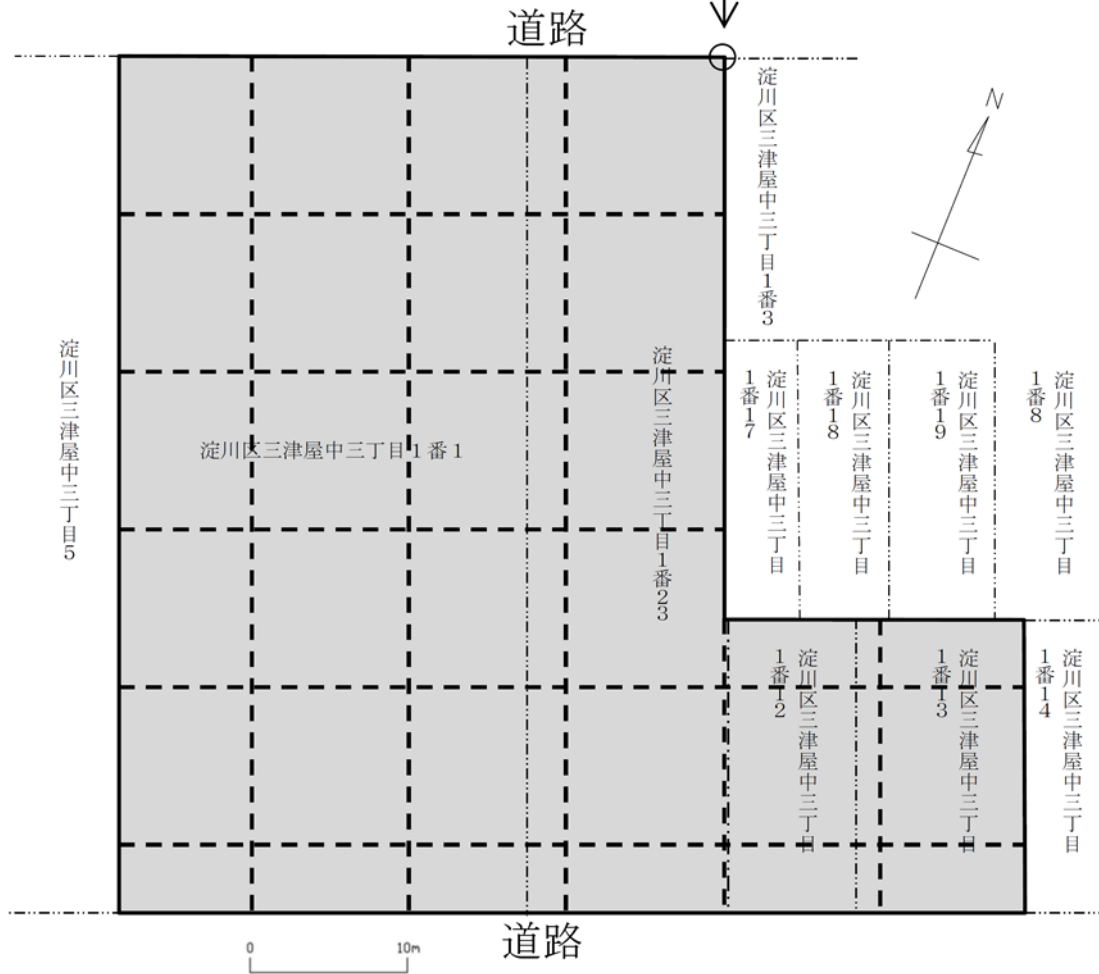 道路
淀川区三津屋中三丁目1番3
N
淀川区三津屋中三丁目5
淀川区三津屋中三丁目1番1
淀川区三津屋中三丁目1番23
淀川区三津屋中三丁目
1番17
淀川区三津屋中三丁目
1番18
淀川区三津屋中三丁目
1番19
淀川区三津屋中三丁目
1番8
淀川区三津屋中三丁目
1番12
淀川区三津屋中三丁目
1番13
淀川区三津屋中三丁目
1番14
道路
0 10m